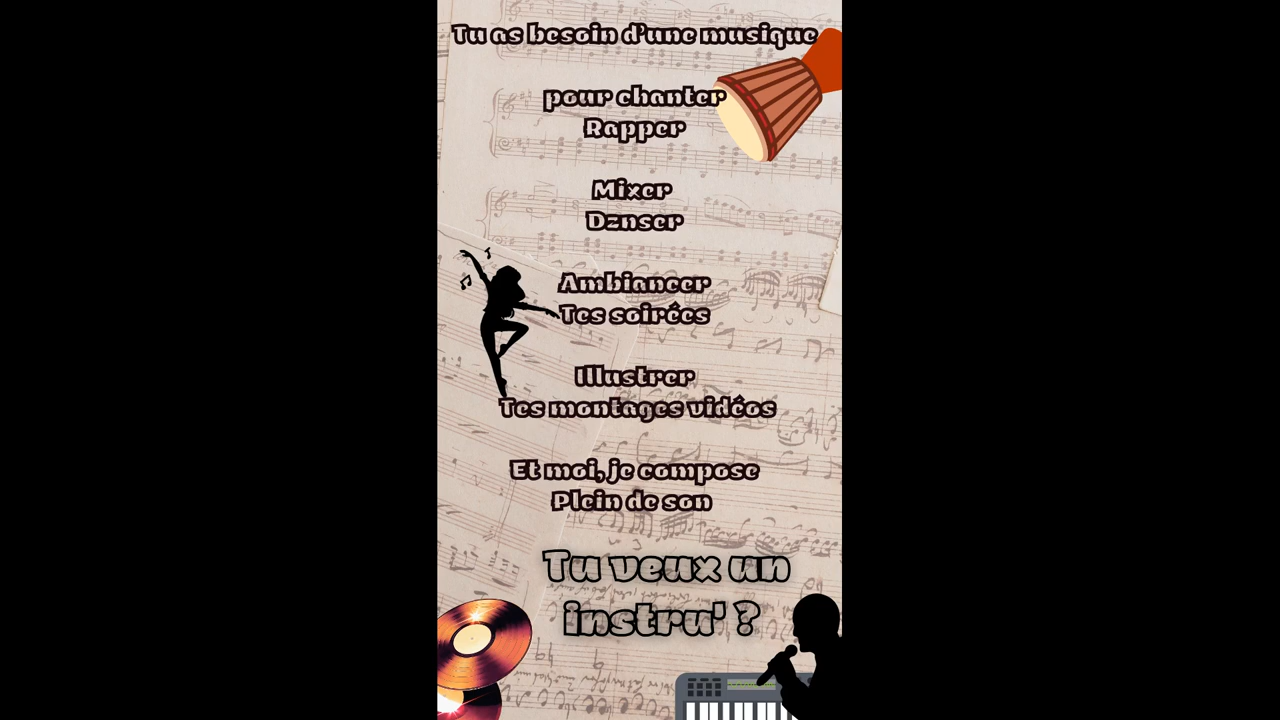 Tu as besoin d'une musique
pour chanter
Rapper
Mixer
Dznser
Ambiancer
Tes soirées
Illustrer
Tes montages vidéos
Et moi, je compose
Plein de son
Tu veux un
instru' ?